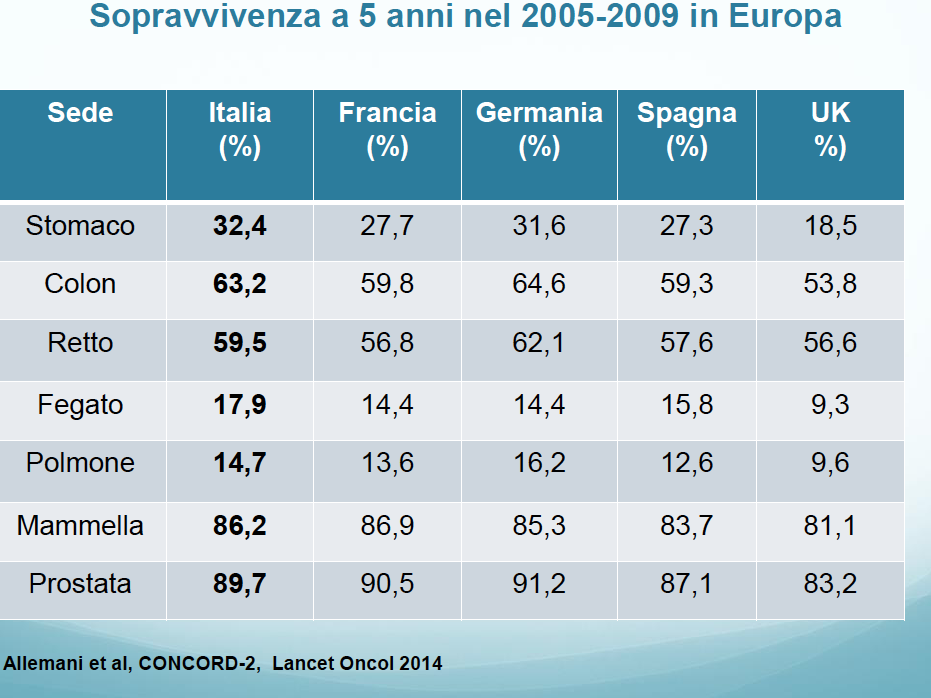 Sopravvivenza a 5 anni nel 2005-2009 in Europa
Sede Italia Francia Germania Spagna UK
(%) (%) (%) (%) %)
Stomaco 32,4 27,7 31,6 27,3 18,5
Colon 63,2 59,8 64,6 59,3 53,8
Retto 59,5 56,8 62,1 57,6 56,6
Fegato 17,9 14,4 14,4 15,8 9,3
Polmone 14,7 13,6 16,2 12,6 9,6
Mammella 86,2 86,9 85,3 83,7 81,1
Prostata 89,7 90,5 91,2 87,1 83,2
Allemani et al, CONCORD-2, Lancet Oncol 2014